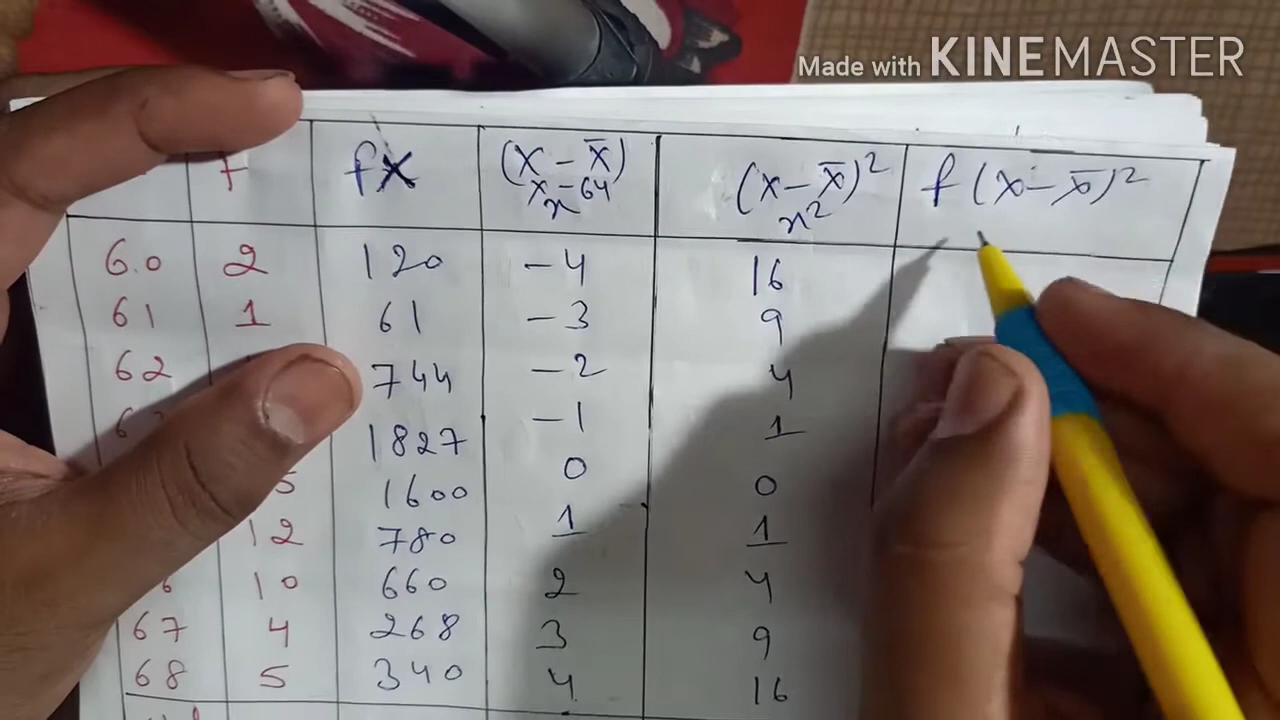 Made with KINEMASTER
f fx (x - x̄) (x - x̄)² f (x - x̄)²
x - 64
x x²
60 2 120 -4 16
61 1 61 -3 9
62 744 -2 4
1827 -1 1
5 1600 0 0
12 780 1 1
6 10 660 2 4
67 4 268 3 9
68 5 340 4 16